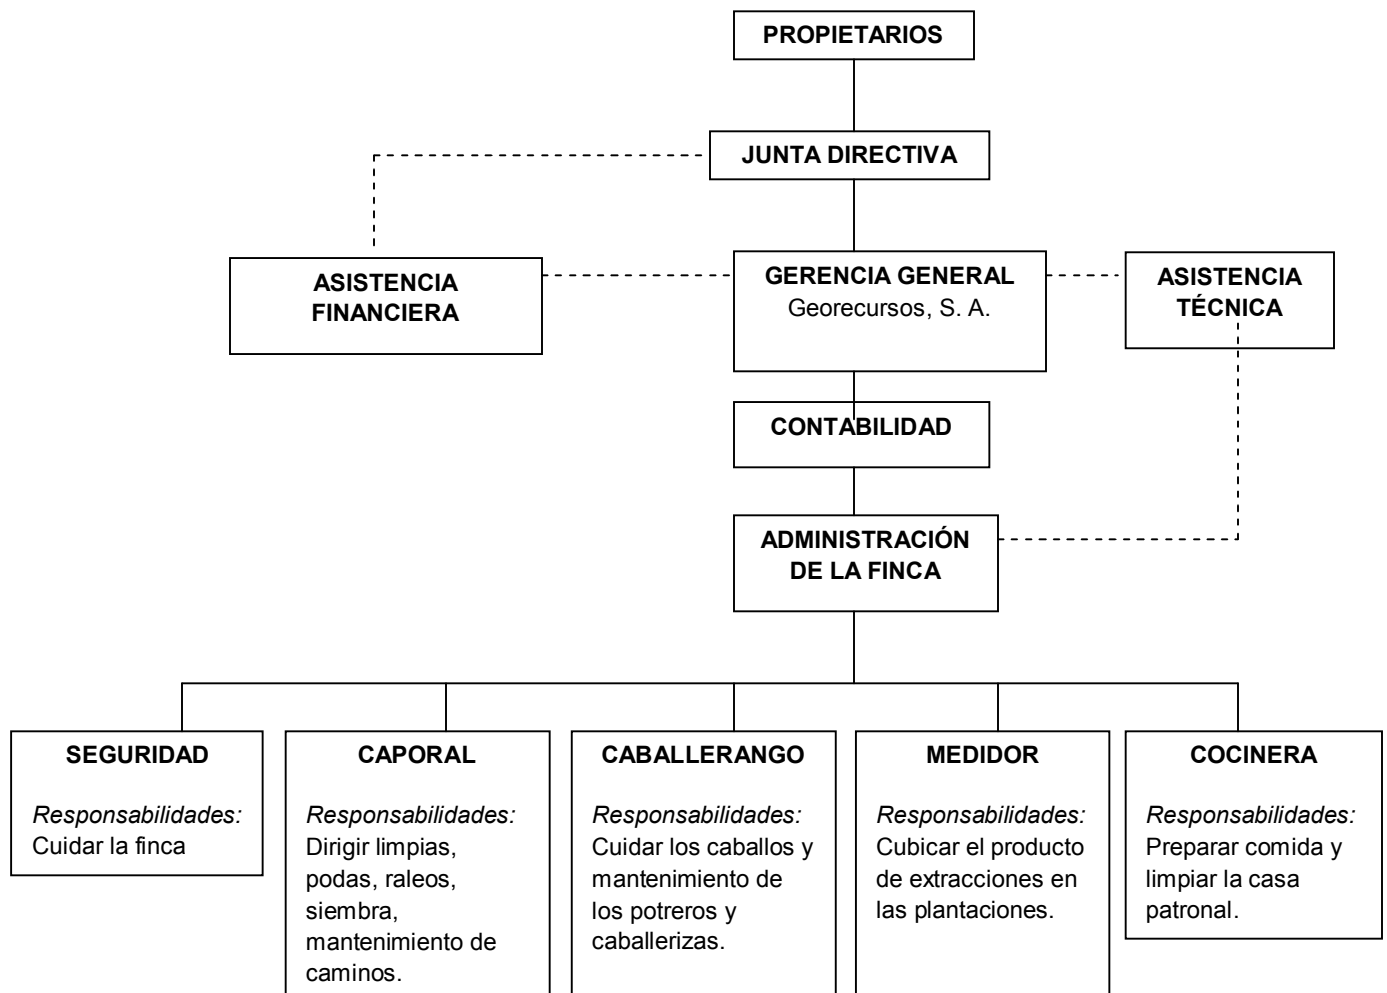 PROPIETARIOS
JUNTA DIRECTIVA
ASISTENCIA
FINANCIERA
GERENCIA GENERAL
Georecursos, S. A.
ASISTENCIA
TÉCNICA
CONTABILIDAD
ADMINISTRACIÓN
DE LA FINCA
SEGURIDAD
Responsabilidades:
Cuidar la finca
CAPORAL
Responsabilidades:
Dirigir limpias,
podas, raleos,
siembra,
mantenimiento de
caminos.
CABALLERANGO
Responsabilidades:
Cuidar los caballos y
mantenimiento de
los potreros y
caballerizas.
MEDIDOR
Responsabilidades:
Cubicar el producto
de extracciones en
las plantaciones.
COCINERA
Responsabilidades:
Preparar comida y
limpiar la casa
patronal.